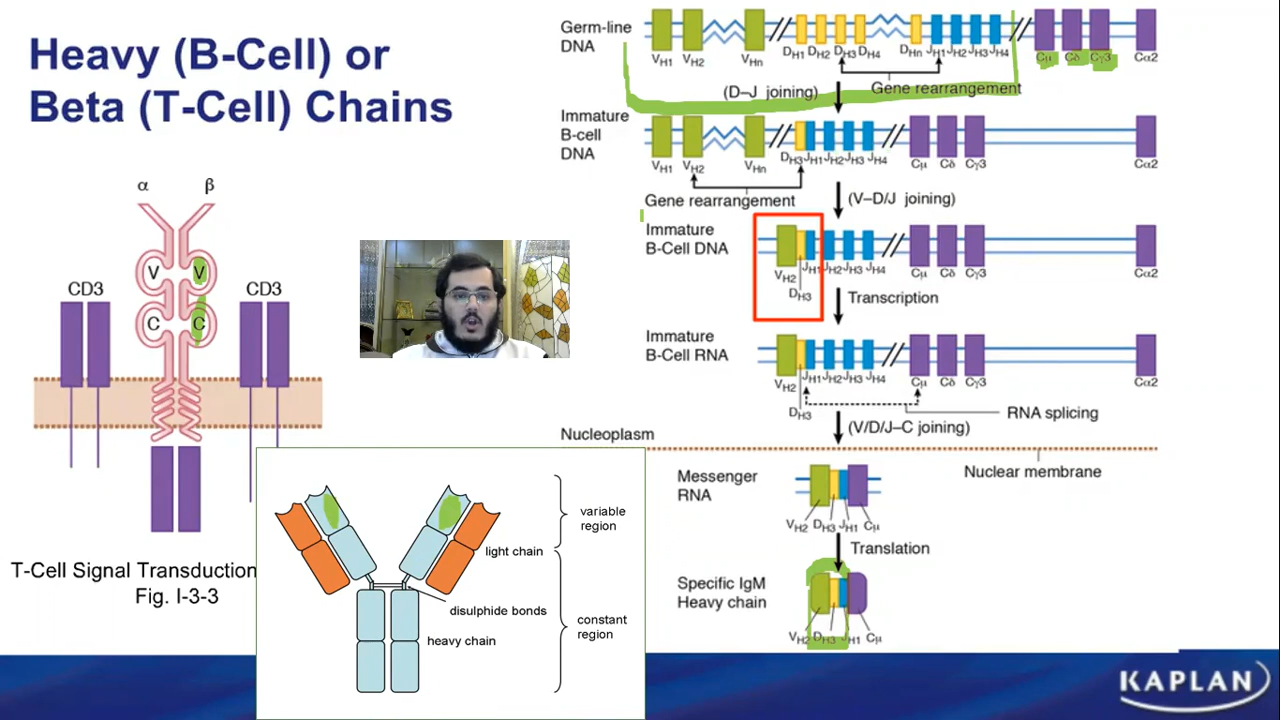 Heavy (B-Cell) or
Beta (T-Cell) Chains
α β
V V
C C
CD3 CD3
T-Cell Signal Transduction
Fig. I-3-3
variable
region
light chain
disulphide bonds
heavy chain
constant
region
Germ-line
DNA
VH1 VH2 VHn DH1 DH2 DH3 DH4 DHn JH1 JH2 JH3 JH4 Cμ Cδ Cγ3 Cα2
(D–J joining) Gene rearrangement
Immature
B-cell
DNA
VH1 VH2 VHn DH3 JH1 JH2 JH3 JH4 Cμ Cδ Cγ3 Cα2
Gene rearrangement (V–D/J joining)
Immature
B-Cell DNA
VH2 DH3 JH1 JH2 JH3 JH4 Cμ Cδ Cγ3 Cα2
Transcription
Immature
B-Cell RNA
VH2 DH3 JH1 JH2 JH3 JH4 Cμ Cδ Cγ3 Cα2
RNA splicing
(V/D/J–C joining)
Nucleoplasm
Nuclear membrane
Messenger
RNA
VH2 DH3 JH1 Cμ
Translation
Specific IgM
Heavy chain
VH2 DH3 JH1 Cμ
KAPLAN